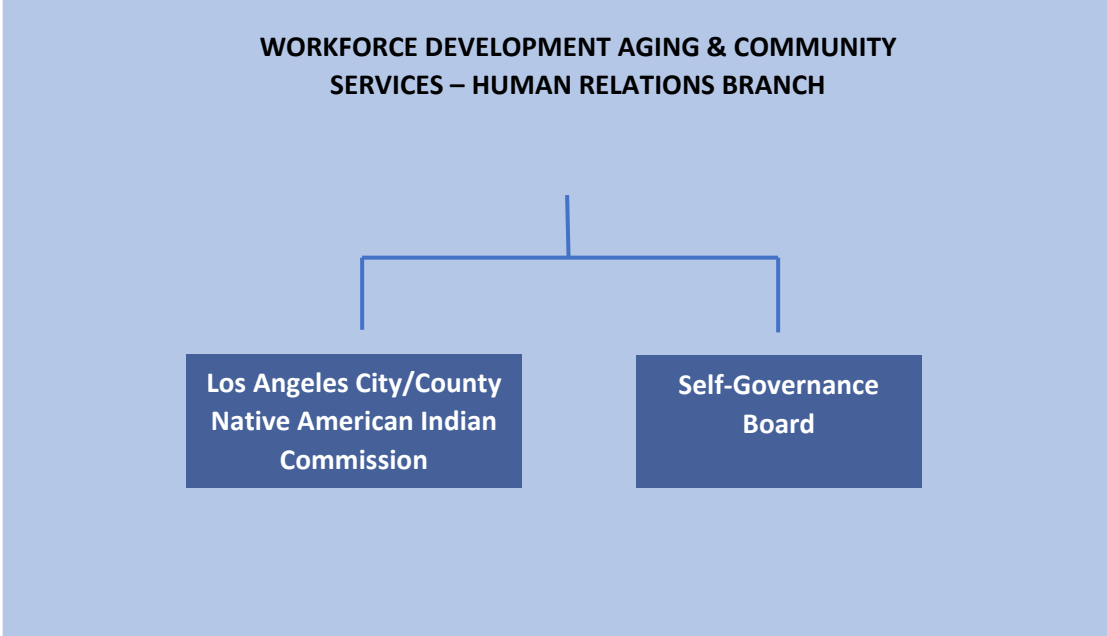 WORKFORCE DEVELOPMENT AGING & COMMUNITY
SERVICES – HUMAN RELATIONS BRANCH
Los Angeles City/County
Native American Indian
Commission
Self-Governance
Board